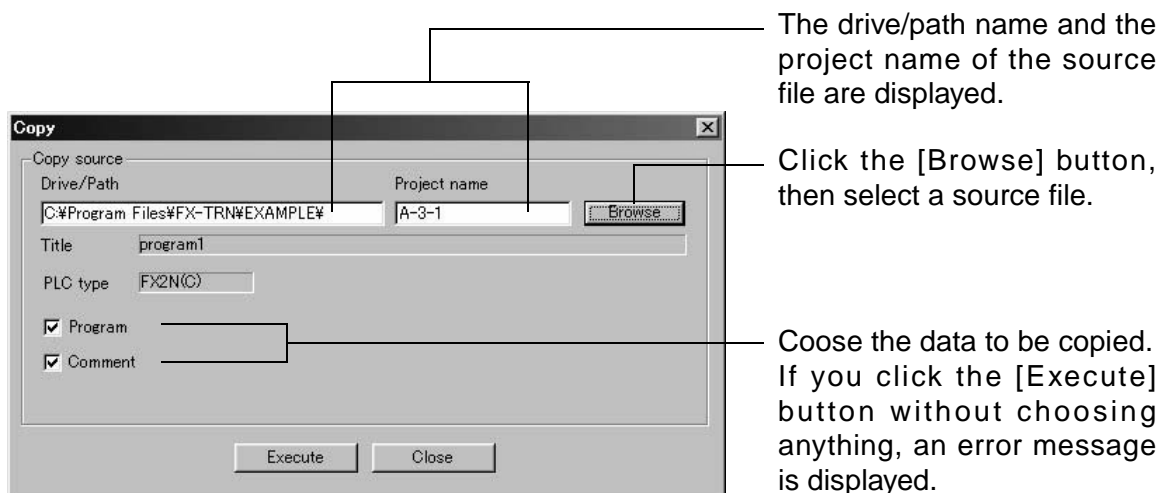 The drive/path name and the
project name of the source
file are displayed.
Copy
Copy source
Drive/Path
Project name
C:¥Program Files¥FX-TRN¥EXAMPLE¥
A-3-1
Browse
Click the [Browse] button,
then select a source file.
Title
program1
PLC type
FX2N(C)
Program
Comment
Coose the data to be copied.
If you click the [Execute]
button without choosing
anything, an error message
is displayed.
Execute
Close